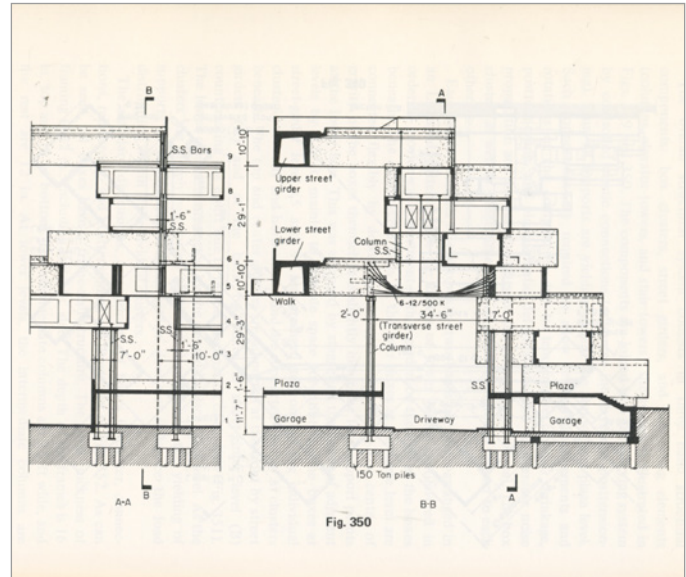 B
A
S.S. Bars
9
10'-10"
Upper street
girder
8
29'-1"
1'-6"
S.S.
7
Lower street
girder
Column
S.S.
6
10'-10"
5
Walk
6-12/500 K
2'-0"
34'-6"
7'-0"
(Transverse street
girder)
4
29'-3"
S.S.
S.S.
1'-6"
7'-0"
10'-0"
3
Column
2
1'-6"
Plaza
S.S
Plaza
11'-7"
Garage
Driveway
Garage
1
150 Ton piles
B
A
A-A
B-B
Fig. 350